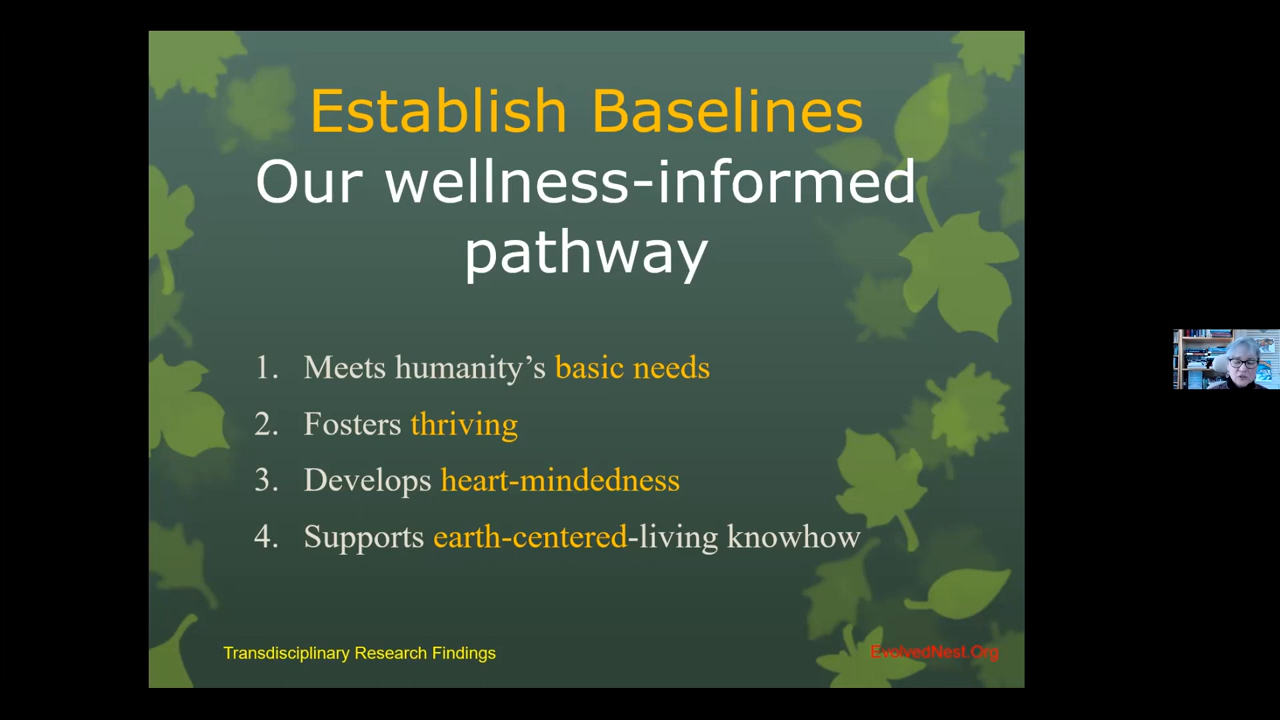 Establish Baselines
Our wellness-informed
pathway
1. Meets humanity’s basic needs
2. Fosters thriving
3. Develops heart-mindedness
4. Supports earth-centered-living knowhow
Transdisciplinary Research Findings
EvolvedNest.Org